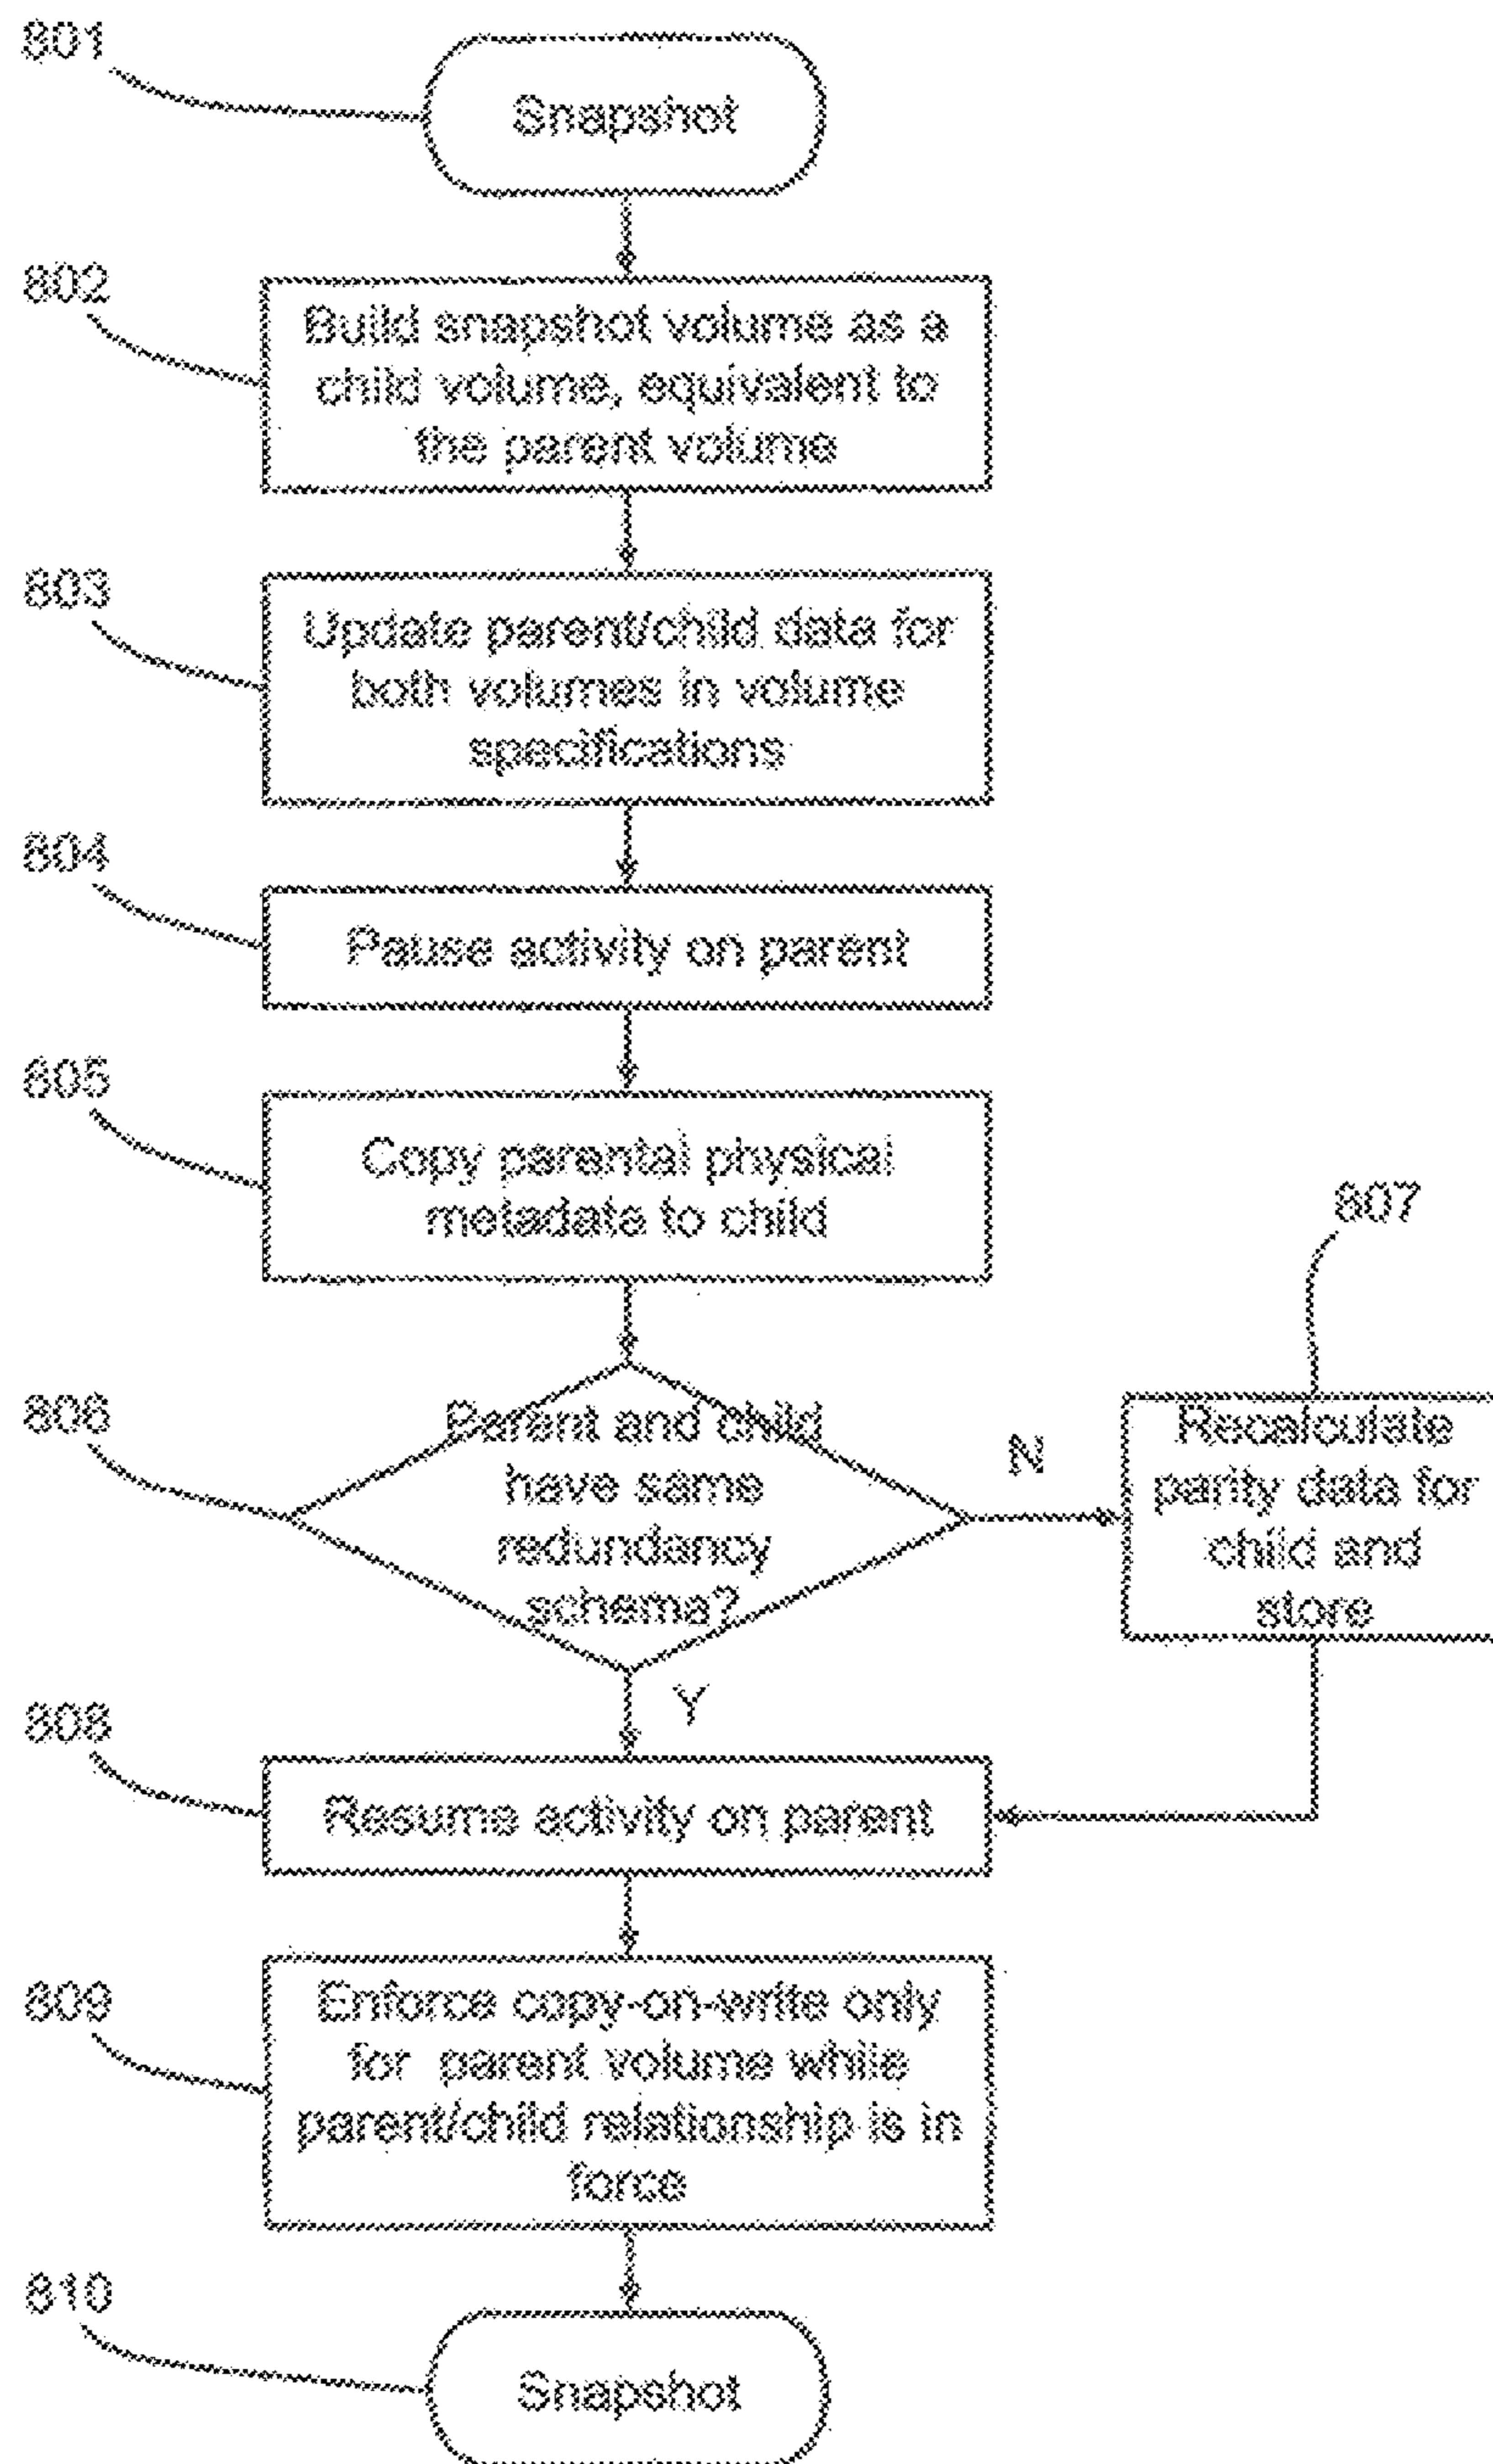 801
Snapshot
802
Build snapshot volume as a
child volume, equivalent to
the parent volume
803
Update parent/child data for
both volumes in volume
specifications
804
Pause activity on parent
805
Copy parental physical
metadata to child
806
Parent and child
have same
redundancy
schema?
N
807
Recalculate
parity data for
child and
store
Y
808
Resume activity on parent
809
Enforce copy-on-write only
for parent volume while
parent/child relationship is in
force
810
Snapshot